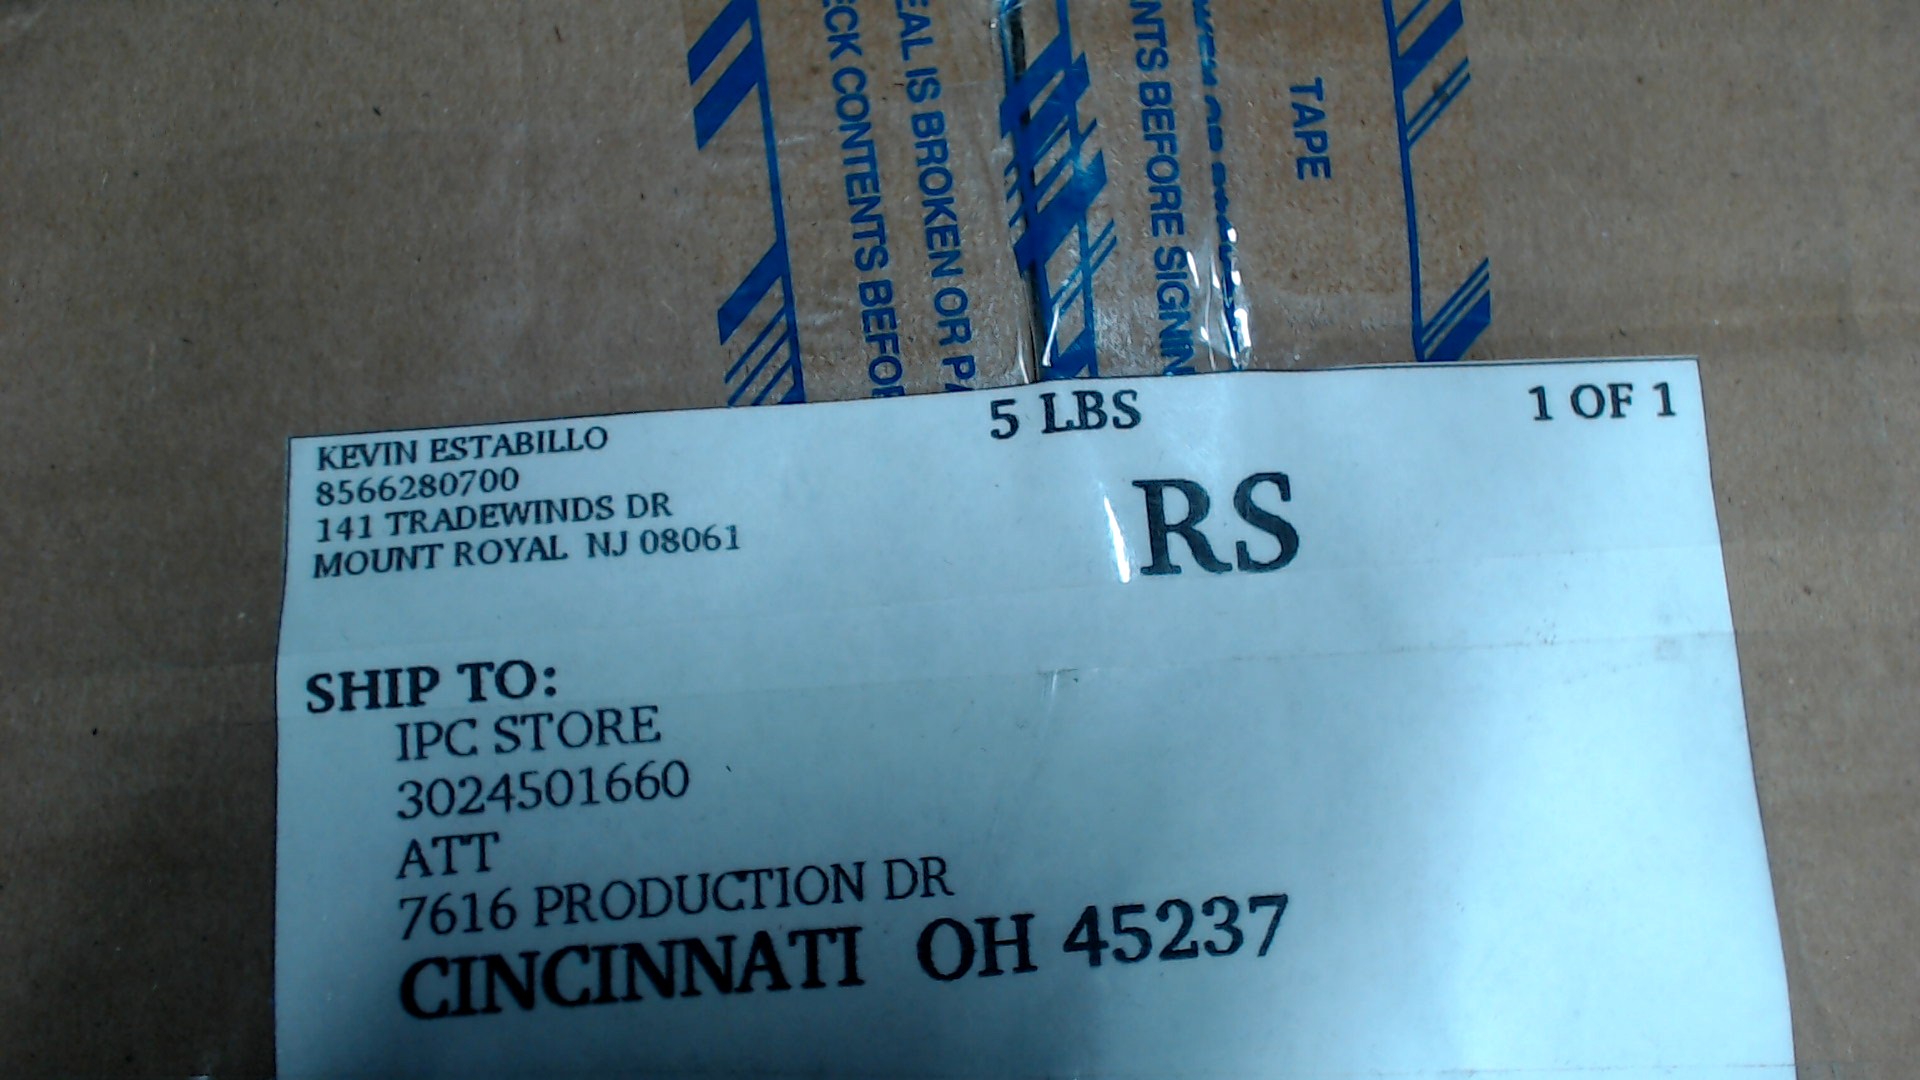 TAPE
NTS BEFORE SIGNIN
EAL IS BROKEN OR PA
ECK CONTENTS BEFOR
5 LBS
1 OF 1
KEVIN ESTABILLO
8566280700
141 TRADEWINDS DR
MOUNT ROYAL NJ 08061
RS
SHIP TO:
IPC STORE
3024501660
ATT
7616 PRODUCTION DR
CINCINNATI OH 45237